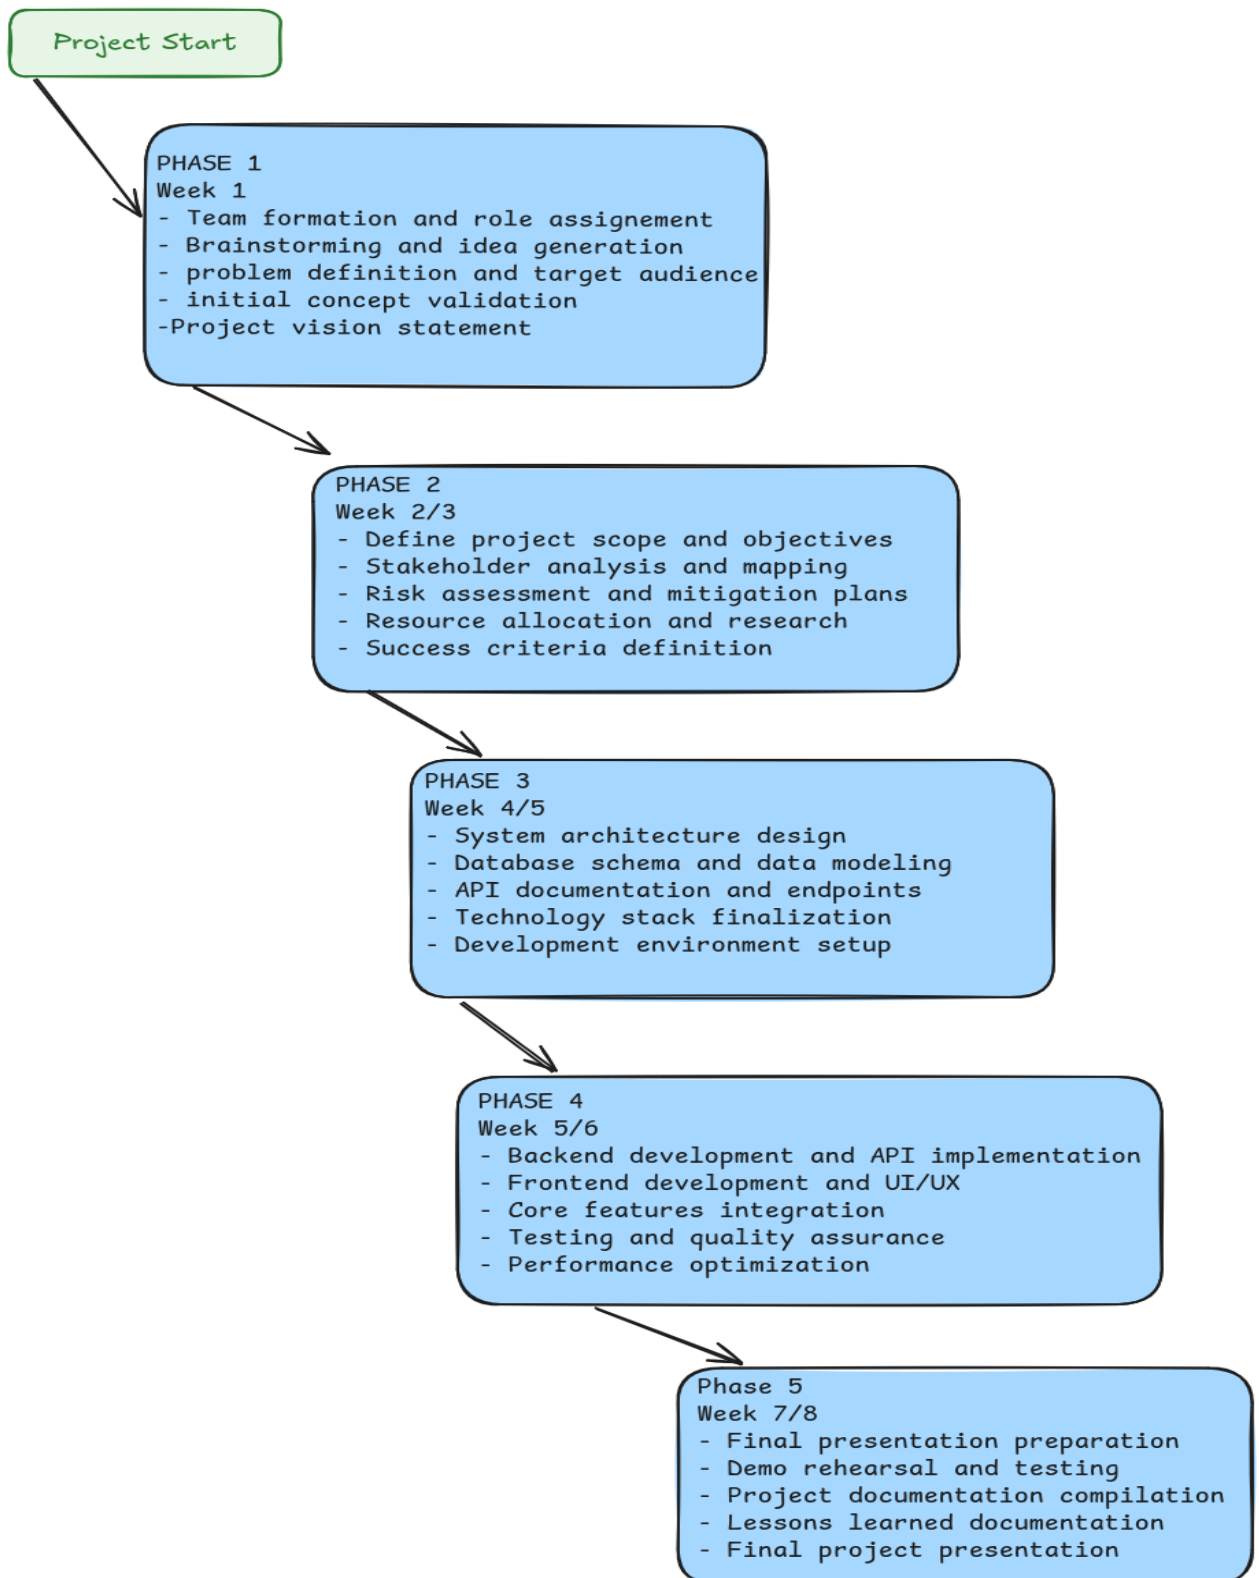 Project Start
PHASE 1
Week 1
- Team formation and role assignement
- Brainstorming and idea generation
- problem definition and target audience
- initial concept validation
-Project vision statement
PHASE 2
Week 2/3
- Define project scope and objectives
- Stakeholder analysis and mapping
- Risk assessment and mitigation plans
- Resource allocation and research
- Success criteria definition
PHASE 3
Week 4/5
- System architecture design
- Database schema and data modeling
- API documentation and endpoints
- Technology stack finalization
- Development environment setup
PHASE 4
Week 5/6
- Backend development and API implementation
- Frontend development and UI/UX
- Core features integration
- Testing and quality assurance
- Performance optimization
Phase 5
Week 7/8
- Final presentation preparation
- Demo rehearsal and testing
- Project documentation compilation
- Lessons learned documentation
- Final project presentation